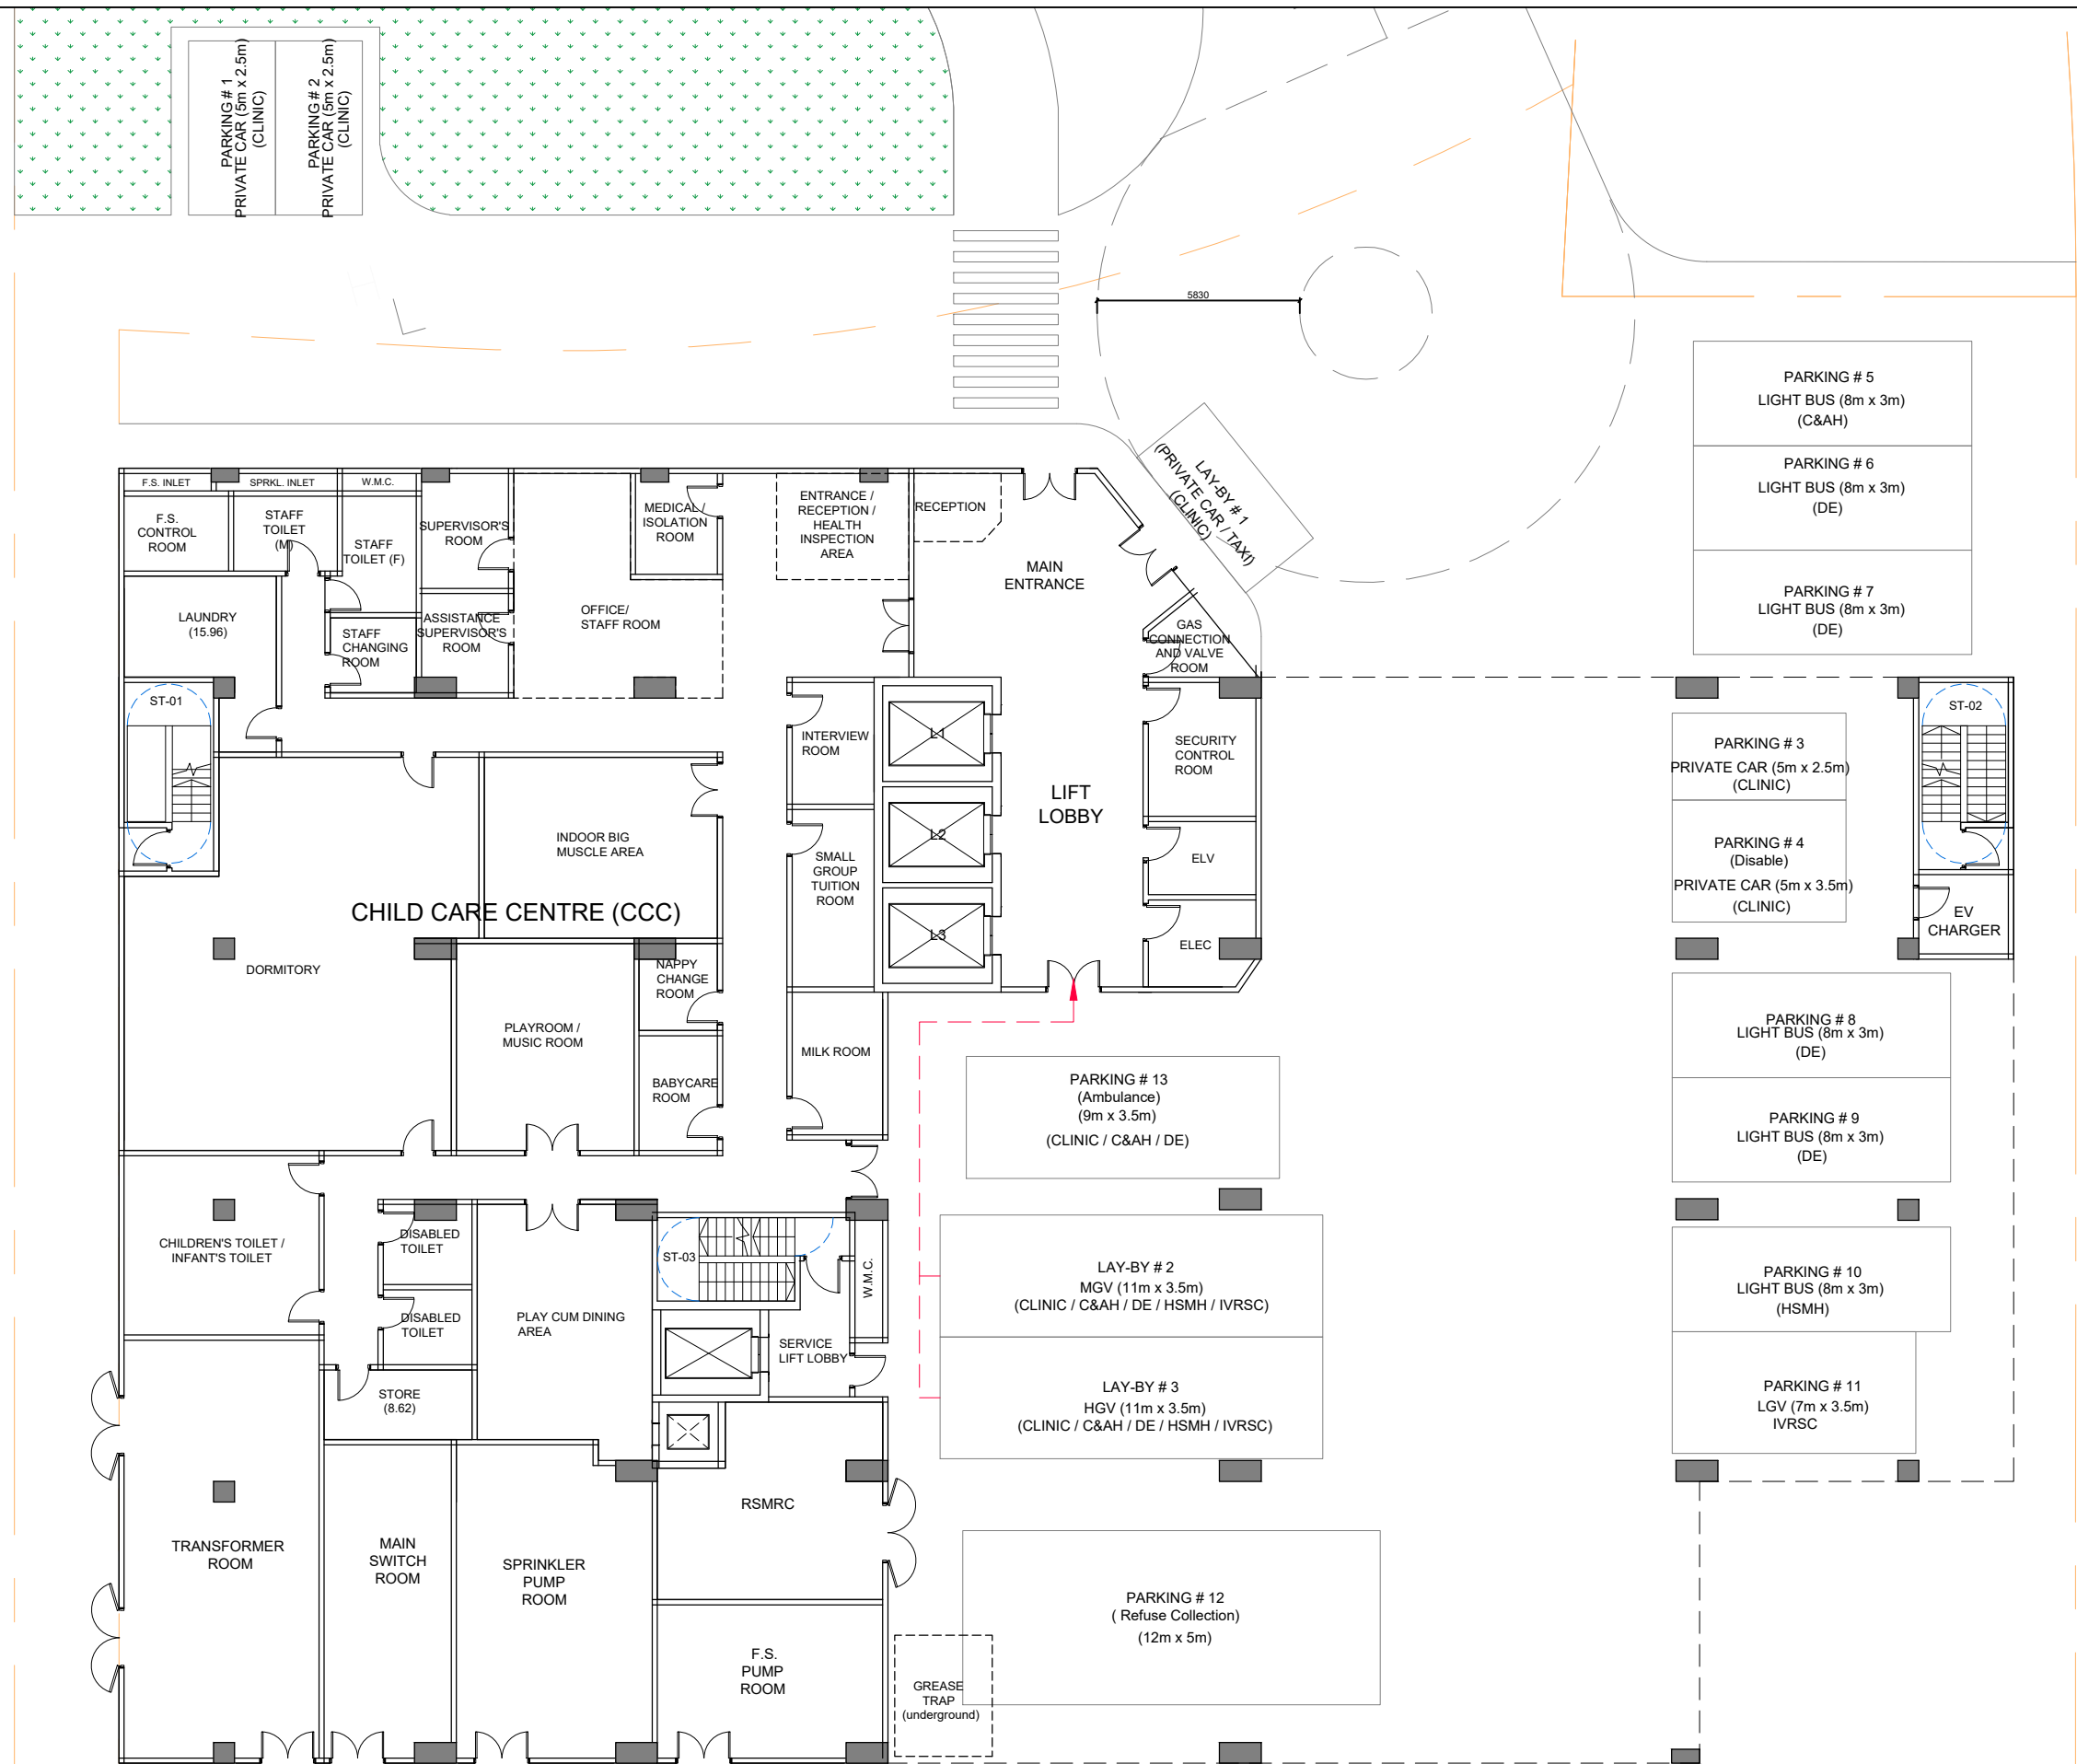 PARKING # 1
PRIVATE CAR (5m x 2.5m)
(CLINIC)
PARKING # 2
PRIVATE CAR (5m x 2.5m)
(CLINIC)
5830
PARKING # 5
LIGHT BUS (8m x 3m)
(C&AH)
PARKING # 6
LIGHT BUS (8m x 3m)
(DE)
PARKING # 7
LIGHT BUS (8m x 3m)
(DE)
LAY-BY # 1
(PRIVATE CAR / TAXI)
(CLINIC)
F.S. INLET
SPRKL. INLET
W.M.C.
F.S.
CONTROL
ROOM
STAFF
TOILET
(M)
STAFF
TOILET (F)
SUPERVISOR'S
ROOM
MEDICAL /
ISOLATION
ROOM
ENTRANCE /
RECEPTION /
HEALTH
INSPECTION
AREA
RECEPTION
MAIN
ENTRANCE
LAUNDRY
(15.96)
STAFF
CHANGING
ROOM
ASSISTANCE
SUPERVISOR'S
ROOM
OFFICE/
STAFF ROOM
GAS
CONNECTION
AND VALVE
ROOM
ST-01
INTERVIEW
ROOM
L1
SECURITY
CONTROL
ROOM
PARKING # 3
PRIVATE CAR (5m x 2.5m)
(CLINIC)
ST-02
LIFT
LOBBY
INDOOR BIG
MUSCLE AREA
L2
SMALL
GROUP
TUITION
ROOM
ELV
PARKING # 4
(Disable)
PRIVATE CAR (5m x 3.5m)
(CLINIC)
CHILD CARE CENTRE (CCC)
L3
ELEC
EV
CHARGER
DORMITORY
NAPPY
CHANGE
ROOM
PLAYROOM /
MUSIC ROOM
MILK ROOM
BABYCARE
ROOM
PARKING # 13
(Ambulance)
(9m x 3.5m)
(CLINIC / C&AH / DE)
PARKING # 8
LIGHT BUS (8m x 3m)
(DE)
PARKING # 9
LIGHT BUS (8m x 3m)
(DE)
CHILDREN'S TOILET /
INFANT'S TOILET
DISABLED
TOILET
ST-03
W.M.C.
LAY-BY # 2
MGV (11m x 3.5m)
(CLINIC / C&AH / DE / HSMH / IVRSC)
PARKING # 10
LIGHT BUS (8m x 3m)
(HSMH)
DISABLED
TOILET
PLAY CUM DINING
AREA
SERVICE
LIFT LOBBY
STORE
(8.62)
LAY-BY # 3
HGV (11m x 3.5m)
(CLINIC / C&AH / DE / HSMH / IVRSC)
PARKING # 11
LGV (7m x 3.5m)
IVRSC
RSMRC
TRANSFORMER
ROOM
MAIN
SWITCH
ROOM
SPRINKLER
PUMP
ROOM
PARKING # 12
( Refuse Collection)
(12m x 5m)
F.S.
PUMP
ROOM
GREASE
TRAP
(underground)